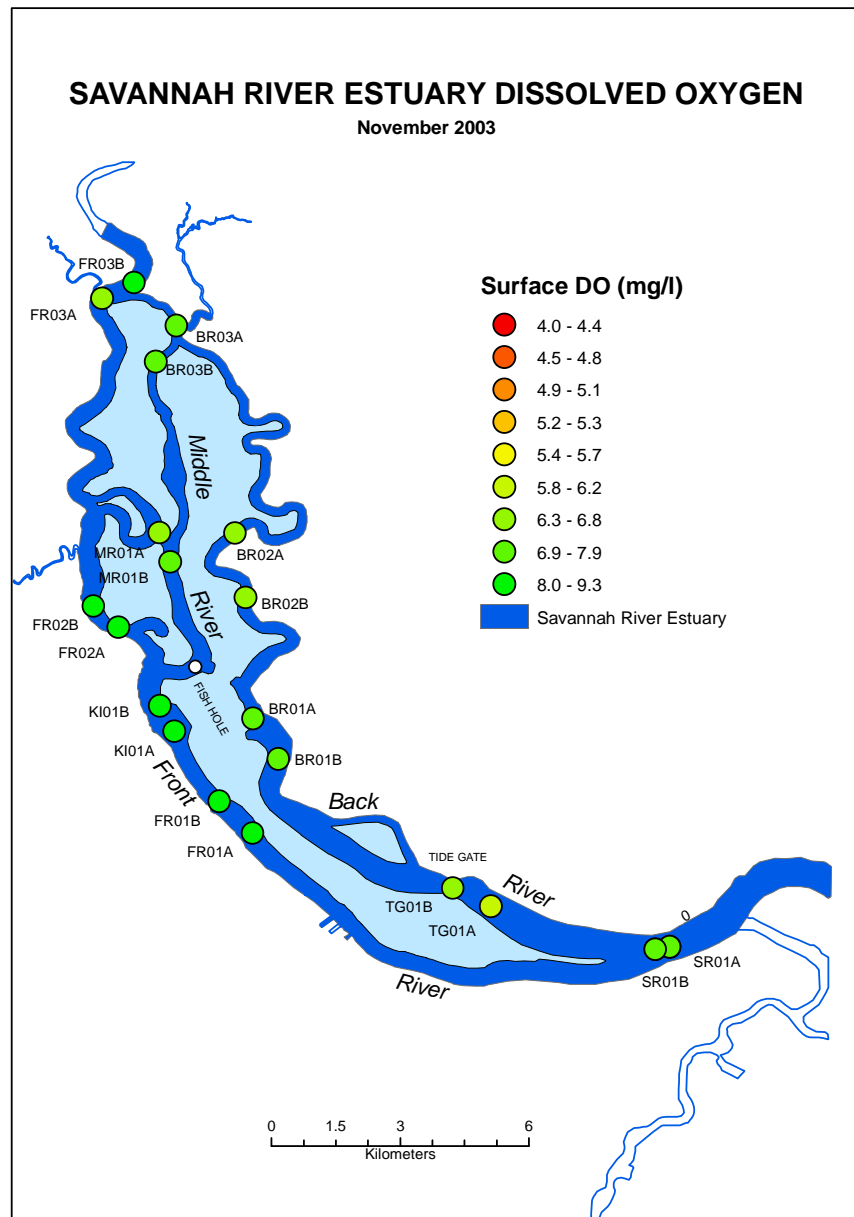 SAVANNAH RIVER ESTUARY DISSOLVED OXYGEN
November 2003
FR03B
FR03A
BR03A
BR03B
Surface DO (mg/l)
4.0 - 4.4
4.5 - 4.8
4.9 - 5.1
5.2 - 5.3
5.4 - 5.7
5.8 - 6.2
6.3 - 6.8
6.9 - 7.9
8.0 - 9.3
Savannah River Estuary
Middle
River
MR01A
MR01B
BR02A
BR02B
FR02B
FR02A
FISH HOLE
KI01B
KI01A
BR01A
BR01B
Front
River
FR01B
FR01A
Back
River
TIDE GATE
TG01B
TG01A
0
SR01A
SR01B
0 1.5 3 6
Kilometers